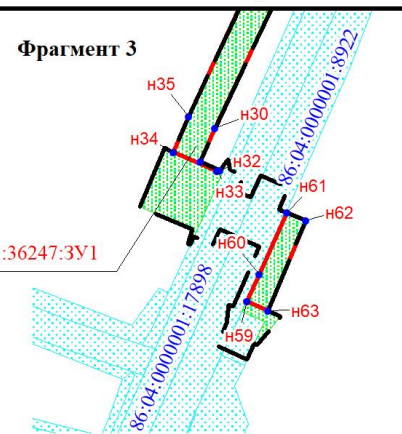 Фрагмент 3
н35
н30
н34
н32
н33
86:04:0000001:8922
н61
н62
:36247:ЗУ1
н60
н59
н63
86:04:0000001:17898